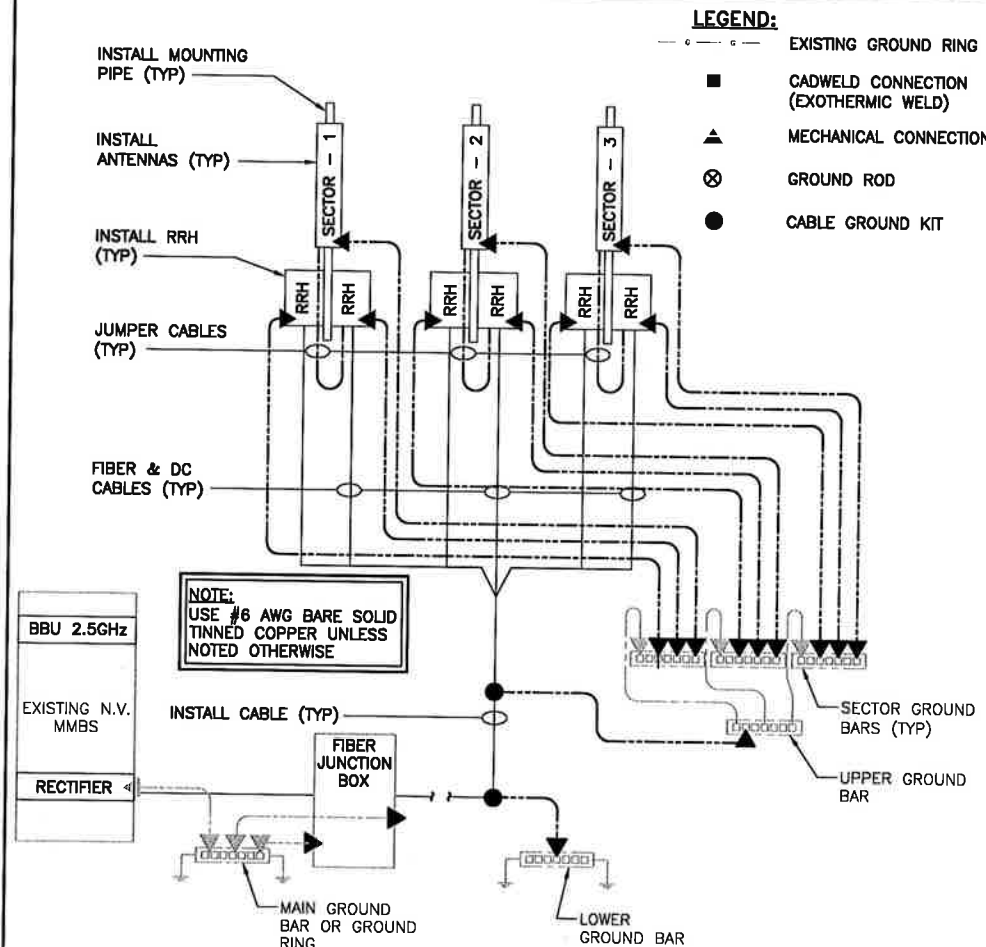 LEGEND:
G G EXISTING GROUND RING
CADWELD CONNECTION
(EXOTHERMIC WELD)
MECHANICAL CONNECTION
GROUND ROD
CABLE GROUND KIT
INSTALL MOUNTING
PIPE (TYP)
INSTALL
ANTENNAS (TYP)
INSTALL RRH
(TYP)
JUMPER CABLES
(TYP)
FIBER & DC
CABLES (TYP)
SECTOR - 1
SECTOR - 2
SECTOR - 3
RRH
RRH
RRH
RRH
RRH
RRH
NOTE:
USE #6 AWG BARE SOLID
TINNED COPPER UNLESS
NOTED OTHERWISE
BBU 2.5GHz
EXISTING N.V.
MMBS
RECTIFIER
INSTALL CABLE (TYP)
FIBER
JUNCTION
BOX
SECTOR GROUND
BARS (TYP)
UPPER GROUND
BAR
MAIN GROUND
BAR OR GROUND
RING
LOWER
GROUND BAR